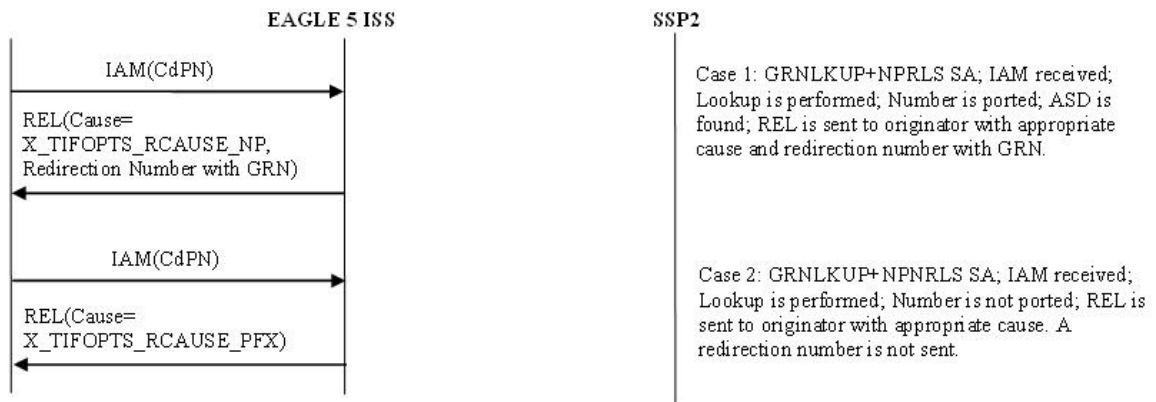 EAGLE 5 ISS
SSP2
IAM(CdPN)
REL(Cause=
X_TIFOPTS_RCAUSE_NP,
Redirection Number with GRN)
Case 1: GRNLKUP+NPRLS SA; IAM received;
Lookup is performed; Number is ported; ASD is
found; REL is sent to originator with appropriate
cause and redirection number with GRN.
IAM(CdPN)
REL(Cause=
X_TIFOPTS_RCAUSE_PFX)
Case 2: GRNLKUP+NPNRLS SA; IAM received;
Lookup is performed; Number is not ported; REL is
sent to originator with appropriate cause. A
redirection number is not sent.